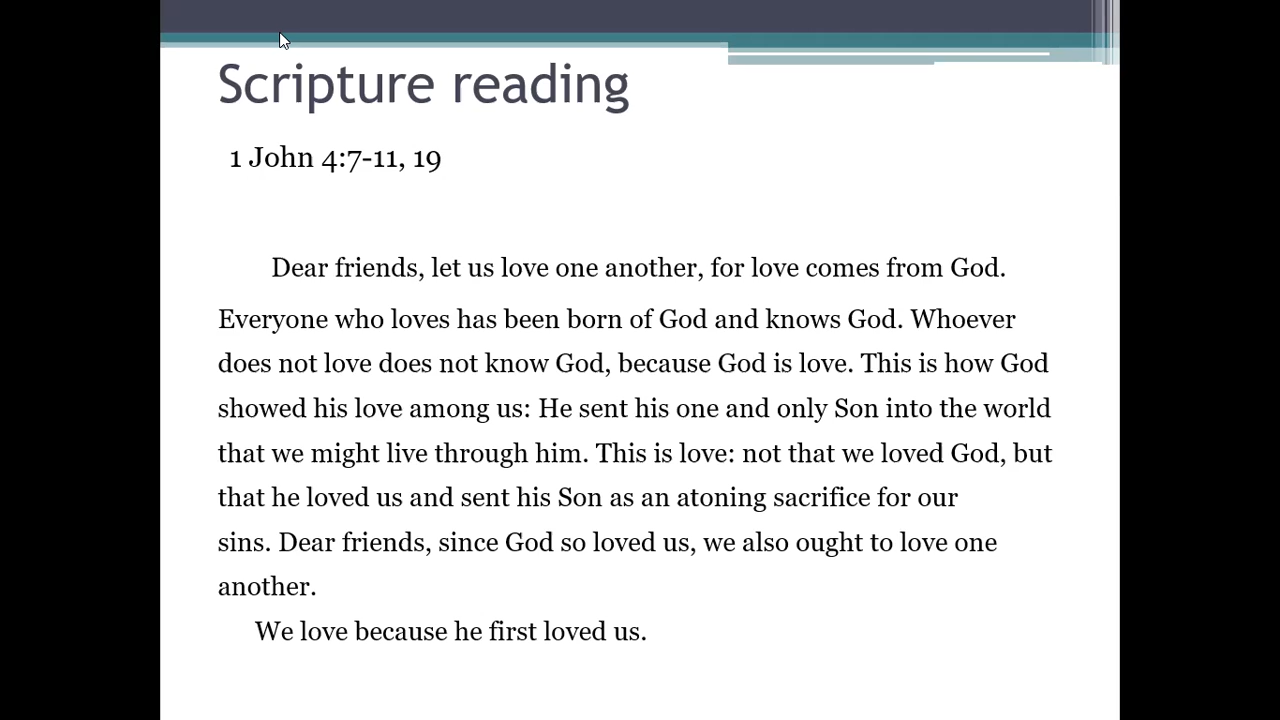 Scripture reading
1 John 4:7-11, 19
Dear friends, let us love one another, for love comes from God.
Everyone who loves has been born of God and knows God. Whoever
does not love does not know God, because God is love. This is how God
showed his love among us: He sent his one and only Son into the world
that we might live through him. This is love: not that we loved God, but
that he loved us and sent his Son as an atoning sacrifice for our
sins. Dear friends, since God so loved us, we also ought to love one
another.
We love because he first loved us.